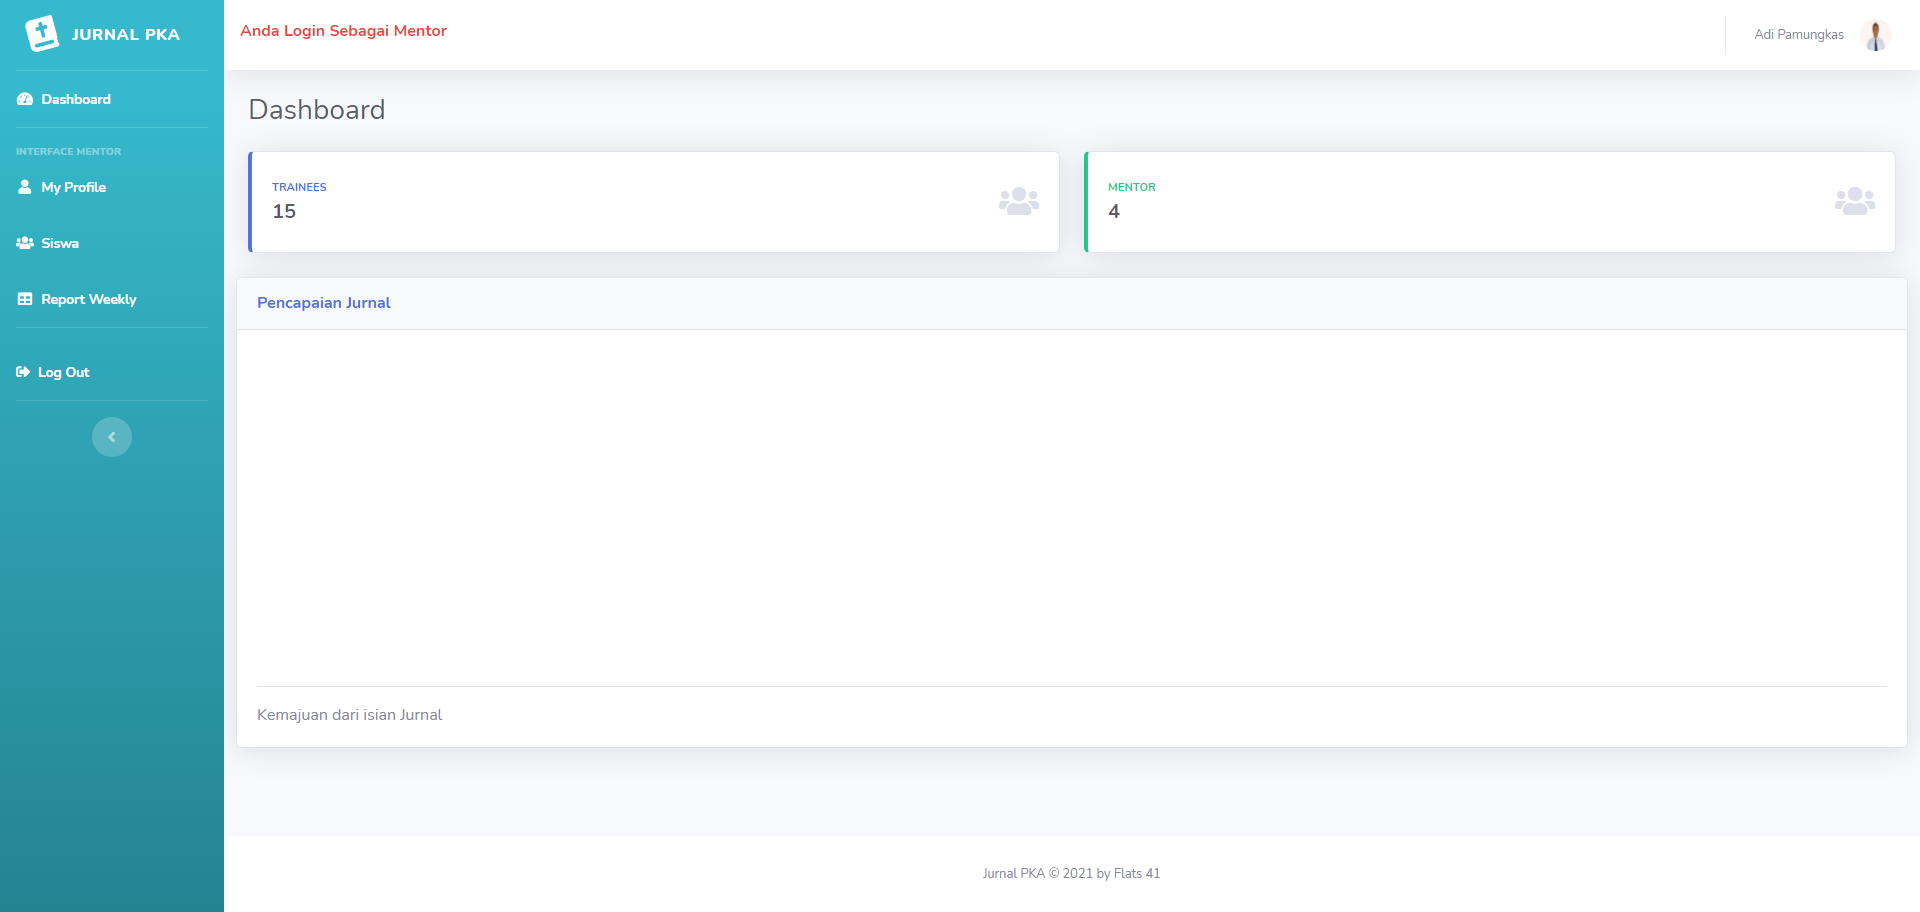 JURNAL PKA
Dashboard
INTERFACE MENTOR
My Profile
Siswa
Report Weekly
Log Out
Anda Login Sebagai Mentor
Adi Pamungkas
Dashboard
TRAINEES
15
MENTOR
4
Pencapaian Jurnal
Kemajuan dari isian Jurnal
Jurnal PKA © 2021 by Flats 41